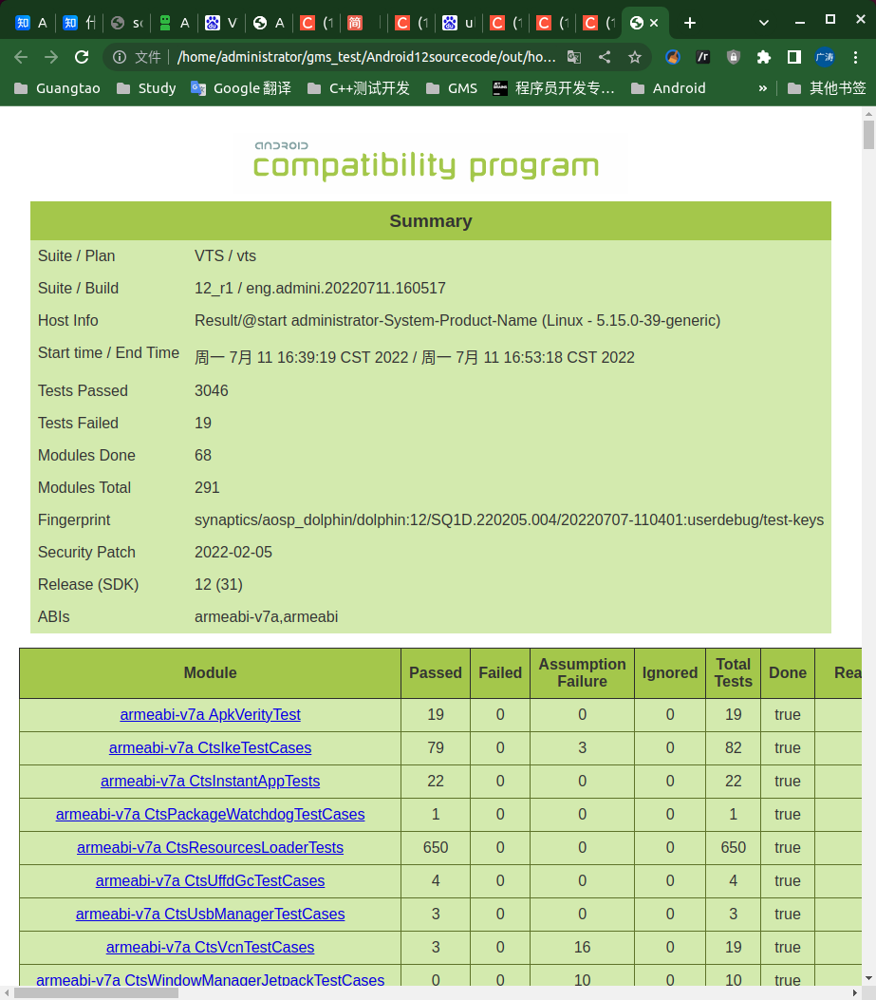 知 A 知 亻 so A V A (1 简 (1 u (1 (1 (1
文件 /home/administrator/gms_test/Android12sourcecode/out/ho... /r 广涛
Guangtao Study Google 翻译 C++测试开发 GMS 程序员开发专... Android » 其他书签
ANDROID
compatibility program
Summary
Suite / Plan VTS / vts
Suite / Build 12_r1 / eng.admini.20220711.160517
Host Info Result/@start administrator-System-Product-Name (Linux - 5.15.0-39-generic)
Start time / End Time 周一 7月 11 16:39:19 CST 2022 / 周一 7月 11 16:53:18 CST 2022
Tests Passed 3046
Tests Failed 19
Modules Done 68
Modules Total 291
Fingerprint synaptics/aosp_dolphin/dolphin:12/SQ1D.220205.004/20220707-110401:userdebug/test-keys
Security Patch 2022-02-05
Release (SDK) 12 (31)
ABIs armeabi-v7a,armeabi
Module Passed Failed Assumption Failure Ignored Total Tests Done Rea
armeabi-v7a ApkVerityTest 19 0 0 0 19 true
armeabi-v7a CtsIkeTestCases 79 0 3 0 82 true
armeabi-v7a CtsInstantAppTests 22 0 0 0 22 true
armeabi-v7a CtsPackageWatchdogTestCases 1 0 0 0 1 true
armeabi-v7a CtsResourcesLoaderTests 650 0 0 0 650 true
armeabi-v7a CtsUffdGcTestCases 4 0 0 0 4 true
armeabi-v7a CtsUsbManagerTestCases 3 0 0 0 3 true
armeabi-v7a CtsVcnTestCases 3 0 16 0 19 true
armeabi-v7a CtsWindowManagerJetpackTestCases 0 0 10 0 10 true